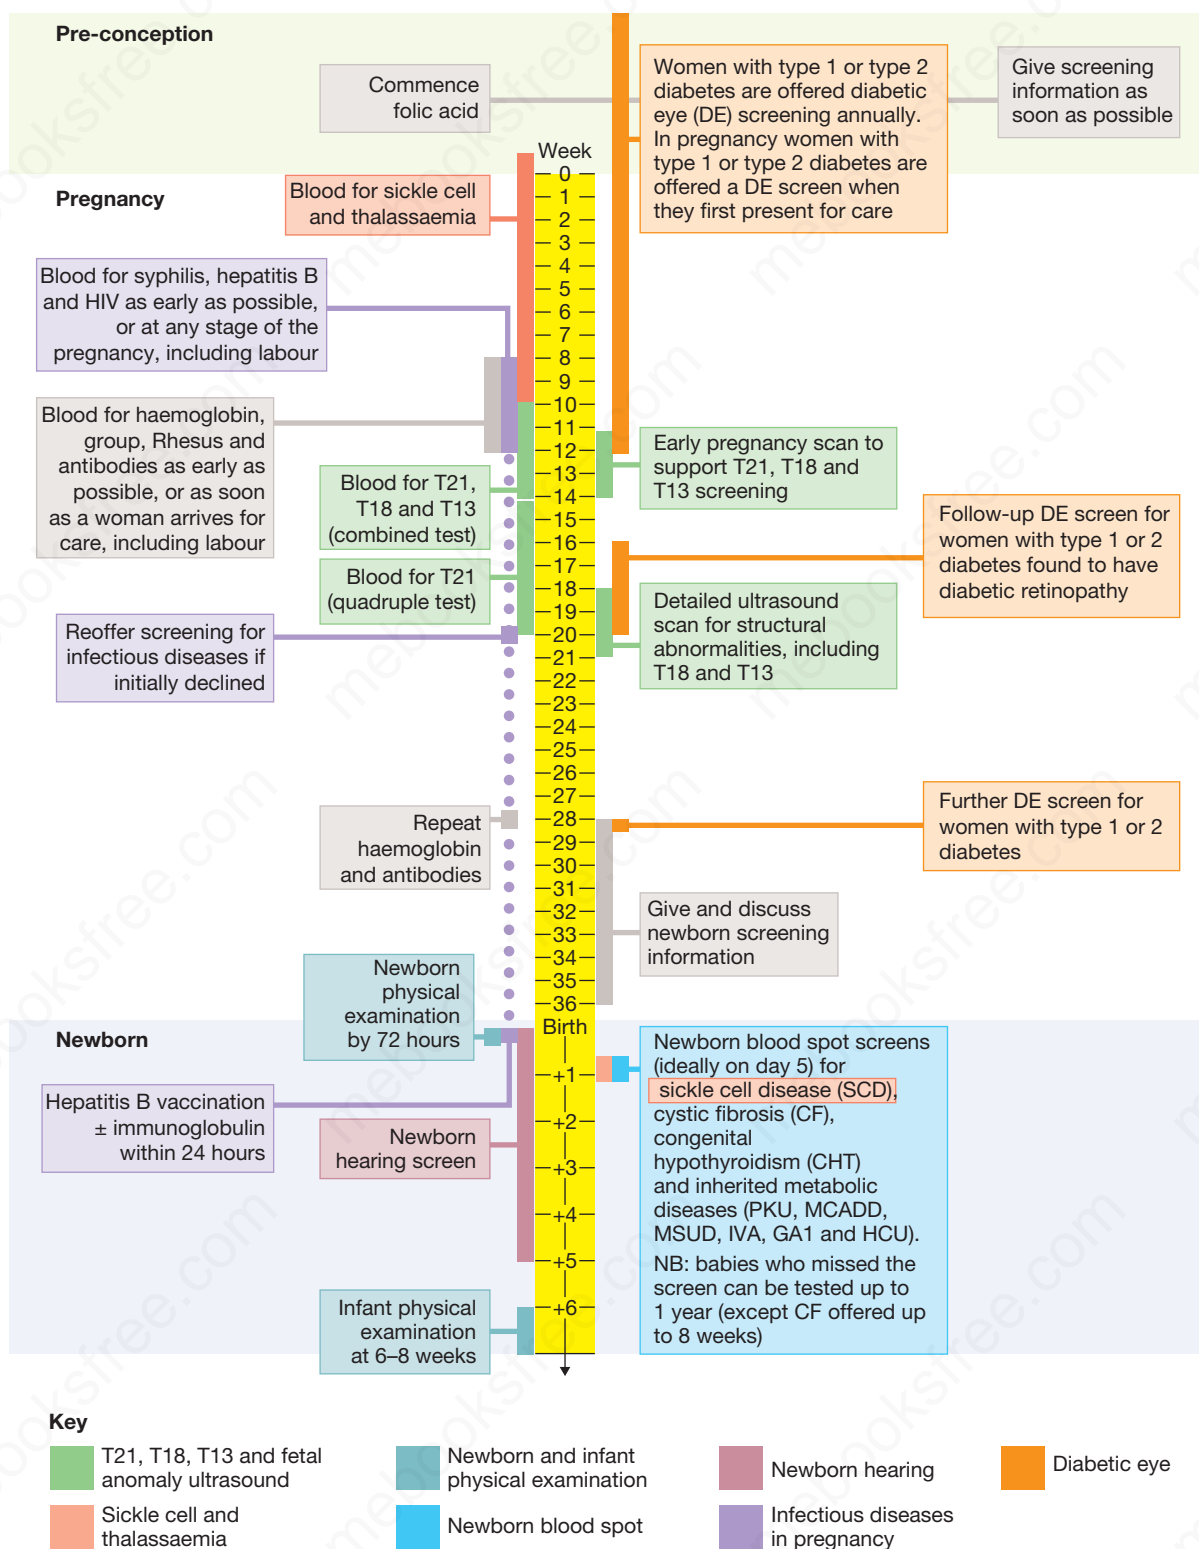 Pre-conception
Commence
folic acid
Women with type 1 or type 2
diabetes are offered diabetic
eye (DE) screening annually.
In pregnancy women with
type 1 or type 2 diabetes are
offered a DE screen when
they first present for care
Give screening
information as
soon as possible
Week
0
1
2
3
4
5
6
7
8
9
10
11
12
13
14
15
16
17
18
19
20
21
22
23
24
25
26
27
28
29
30
31
32
33
34
35
36
Birth
+1
+2
+3
+4
+5
+6
Pregnancy
Blood for sickle cell
and thalassaemia
Blood for syphilis, hepatitis B
and HIV as early as possible,
or at any stage of the
pregnancy, including labour
Blood for haemoglobin,
group, Rhesus and
antibodies as early as
possible, or as soon
as a woman arrives for
care, including labour
Blood for T21,
T18 and T13
(combined test)
Early pregnancy scan to
support T21, T18 and
T13 screening
Blood for T21
(quadruple test)
Follow-up DE screen for
women with type 1 or 2
diabetes found to have
diabetic retinopathy
Detailed ultrasound
scan for structural
abnormalities, including
T18 and T13
Reoffer screening for
infectious diseases if
initially declined
Repeat
haemoglobin
and antibodies
Further DE screen for
women with type 1 or 2
diabetes
Give and discuss
newborn screening
information
Newborn
Newborn
physical
examination
by 72 hours
Hepatitis B vaccination
± immunoglobulin
within 24 hours
Newborn
hearing screen
Newborn blood spot screens
(ideally on day 5) for
sickle cell disease (SCD),
cystic fibrosis (CF),
congenital
hypothyroidism (CHT)
and inherited metabolic
diseases (PKU, MCADD,
MSUD, IVA, GA1 and HCU).
NB: babies who missed the
screen can be tested up to
1 year (except CF offered up
to 8 weeks)
Infant physical
examination
at 6–8 weeks
Key
T21, T18, T13 and fetal
anomaly ultrasound
Newborn and infant
physical examination
Newborn hearing
Diabetic eye
Sickle cell and
thalassaemia
Newborn blood spot
Infectious diseases
in pregnancy
mebooksfree.com